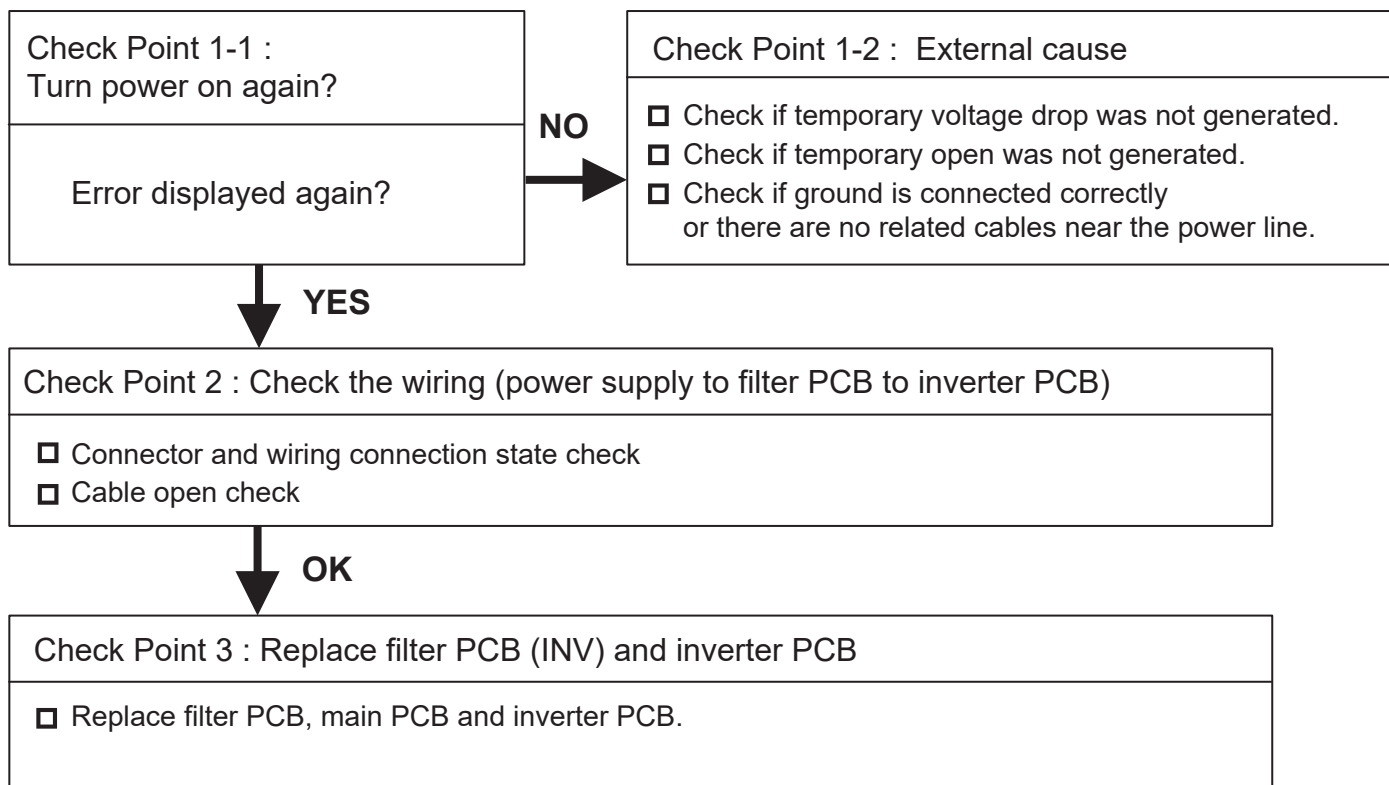 Check Point 1-1 :
Turn power on again?
Error displayed again?
NO
Check Point 1-2 :  External cause
Check if temporary voltage drop was not generated.
Check if temporary open was not generated.
Check if ground is connected correctly
or there are no related cables near the power line.
YES
Check Point 2 : Check the wiring (power supply to filter PCB to inverter PCB)
Connector and wiring connection state check
Cable open check
OK
Check Point 3 : Replace filter PCB (INV) and inverter PCB
Replace filter PCB, main PCB and inverter PCB.